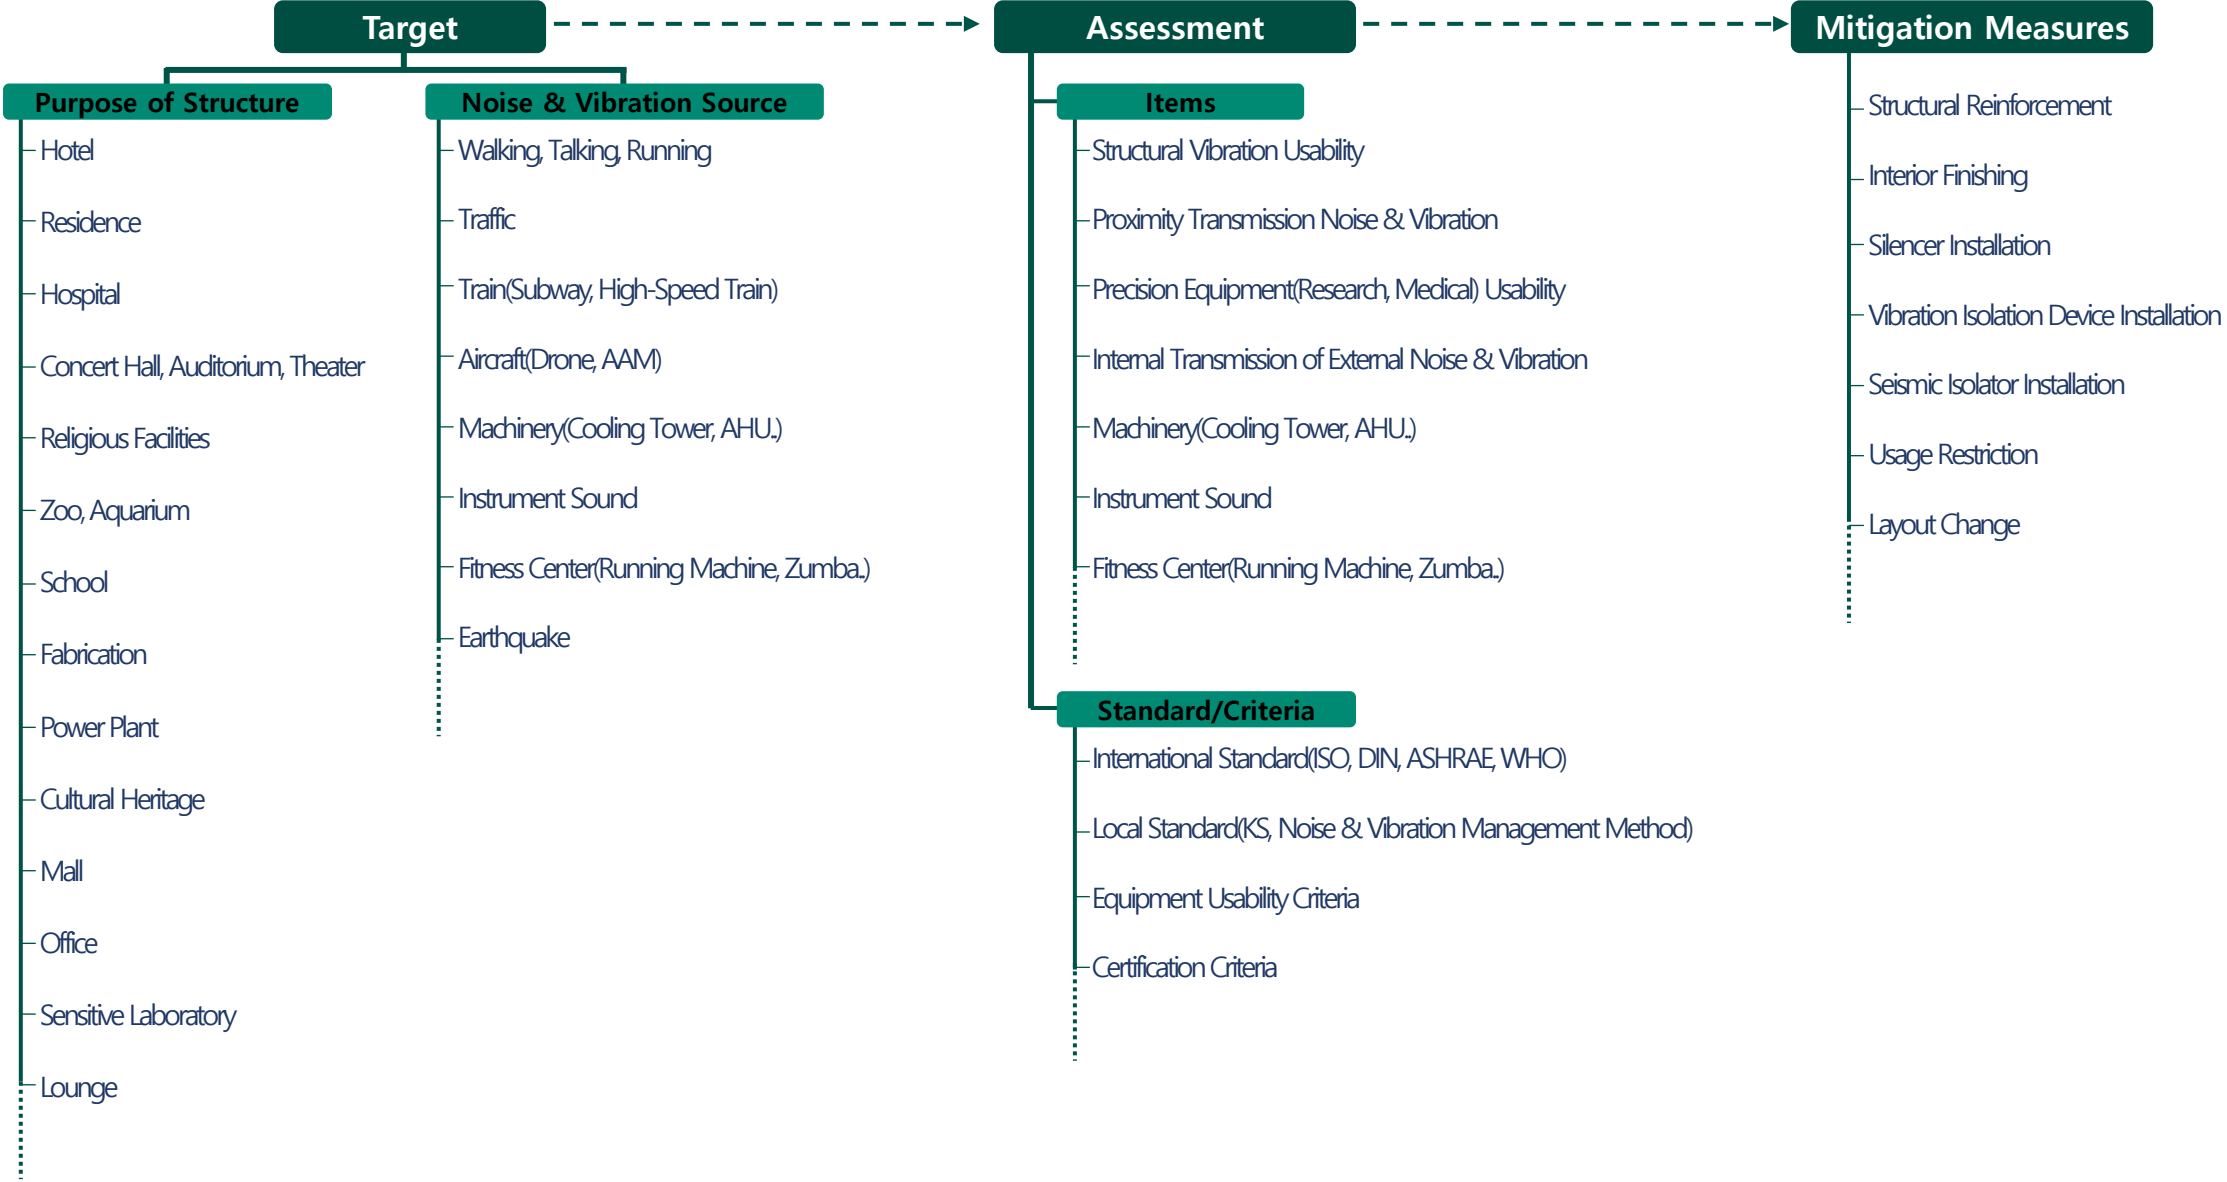 Target
Assessment
Mitigation Measures
Purpose of Structure
Hotel
Residence
Hospital
Concert Hall, Auditorium, Theater
Religious Facilities
Zoo, Aquarium
School
Fabrication
Power Plant
Cultural Heritage
Mall
Office
Sensitive Laboratory
Lounge
Noise & Vibration Source
Walking, Talking, Running
Traffic
Train(Subway, High-Speed Train)
Aircraft(Drone, AAM)
Machinery(Cooling Tower, AHU..)
Instrument Sound
Fitness Center(Running Machine, Zumba..)
Earthquake
Items
Structural Vibration Usability
Proximity Transmission Noise & Vibration
Precision Equipment(Research, Medical) Usability
Internal Transmission of External Noise & Vibration
Machinery(Cooling Tower, AHU..)
Instrument Sound
Fitness Center(Running Machine, Zumba..)
Standard/Criteria
International Standard(ISO, DIN, ASHRAE, WHO)
Local Standard(KS, Noise & Vibration Management Method)
Equipment Usability Criteria
Certification Criteria
Structural Reinforcement
Interior Finishing
Silencer Installation
Vibration Isolation Device Installation
Seismic Isolator Installation
Usage Restriction
Layout Change